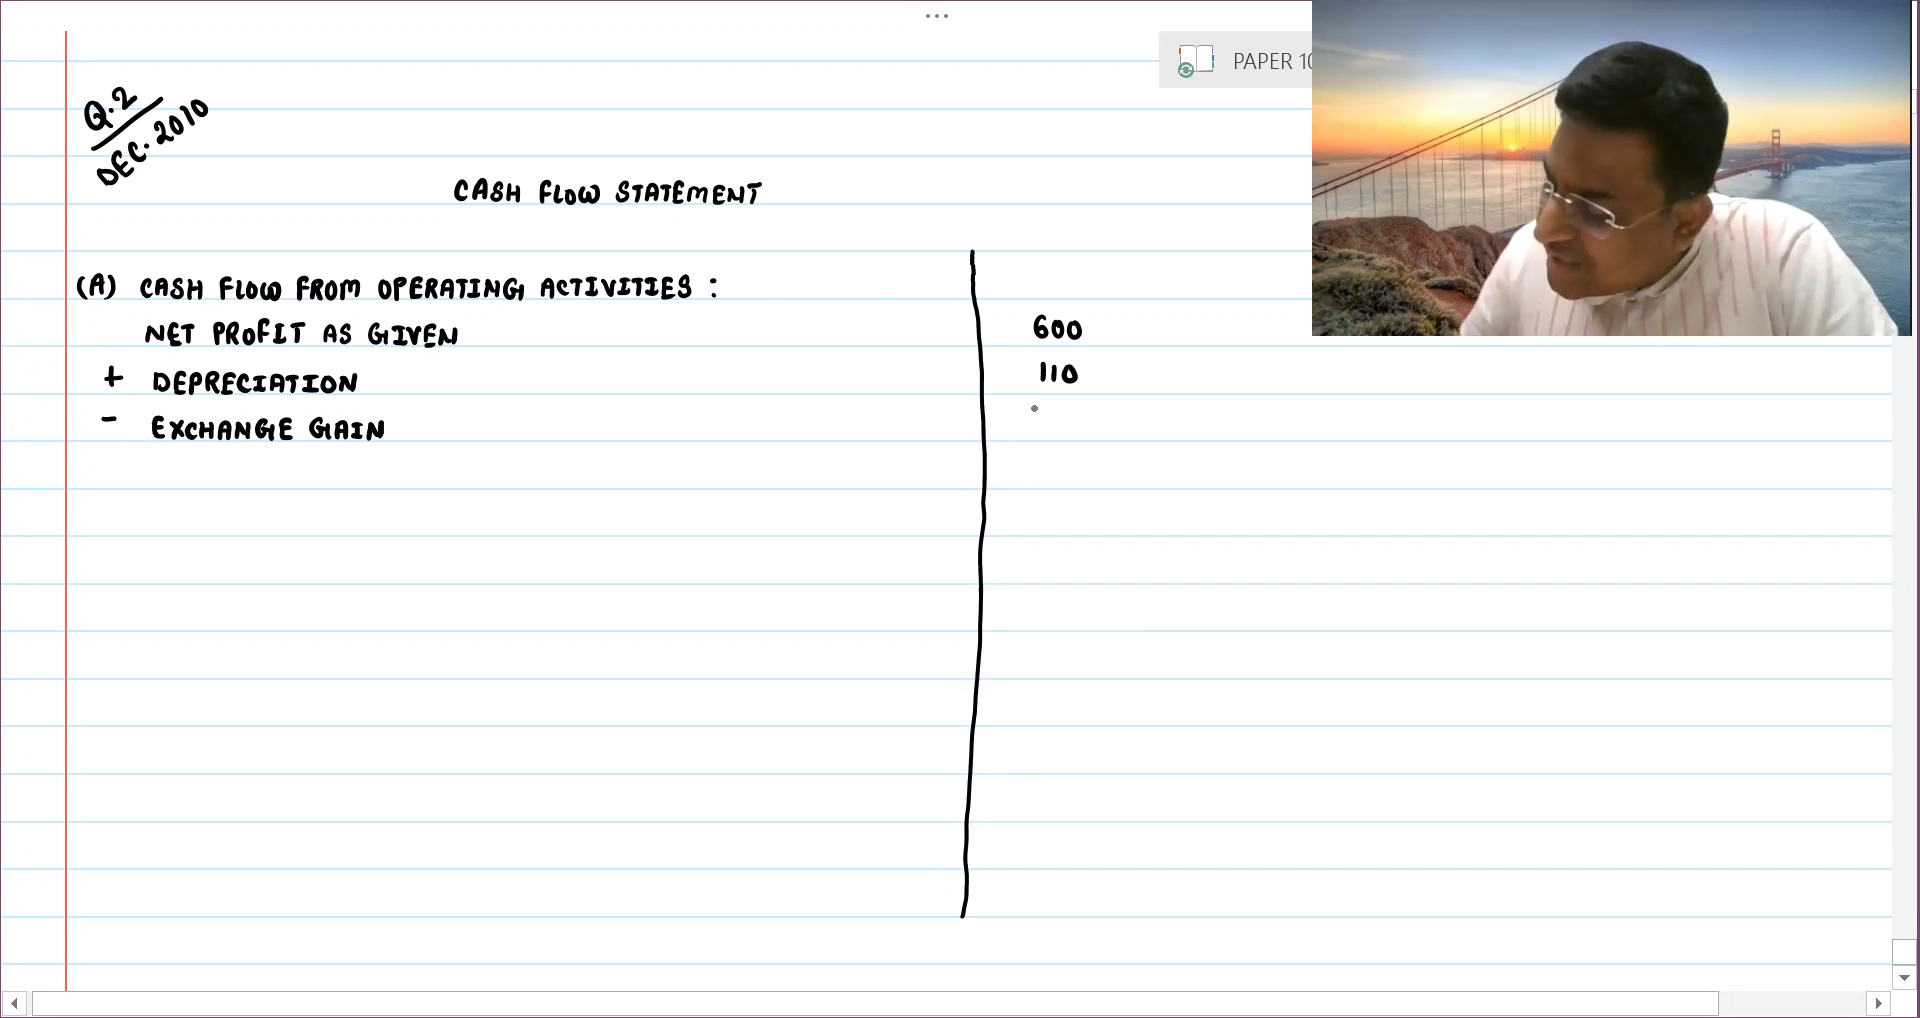 ...
PAPER 10
Q.2
DEC. 2010
CASH FLOW STATEMENT
(A) CASH FLOW FROM OPERATING ACTIVITIES :
NET PROFIT AS GIVEN 600
+ DEPRECIATION 110
- EXCHANGE GAIN